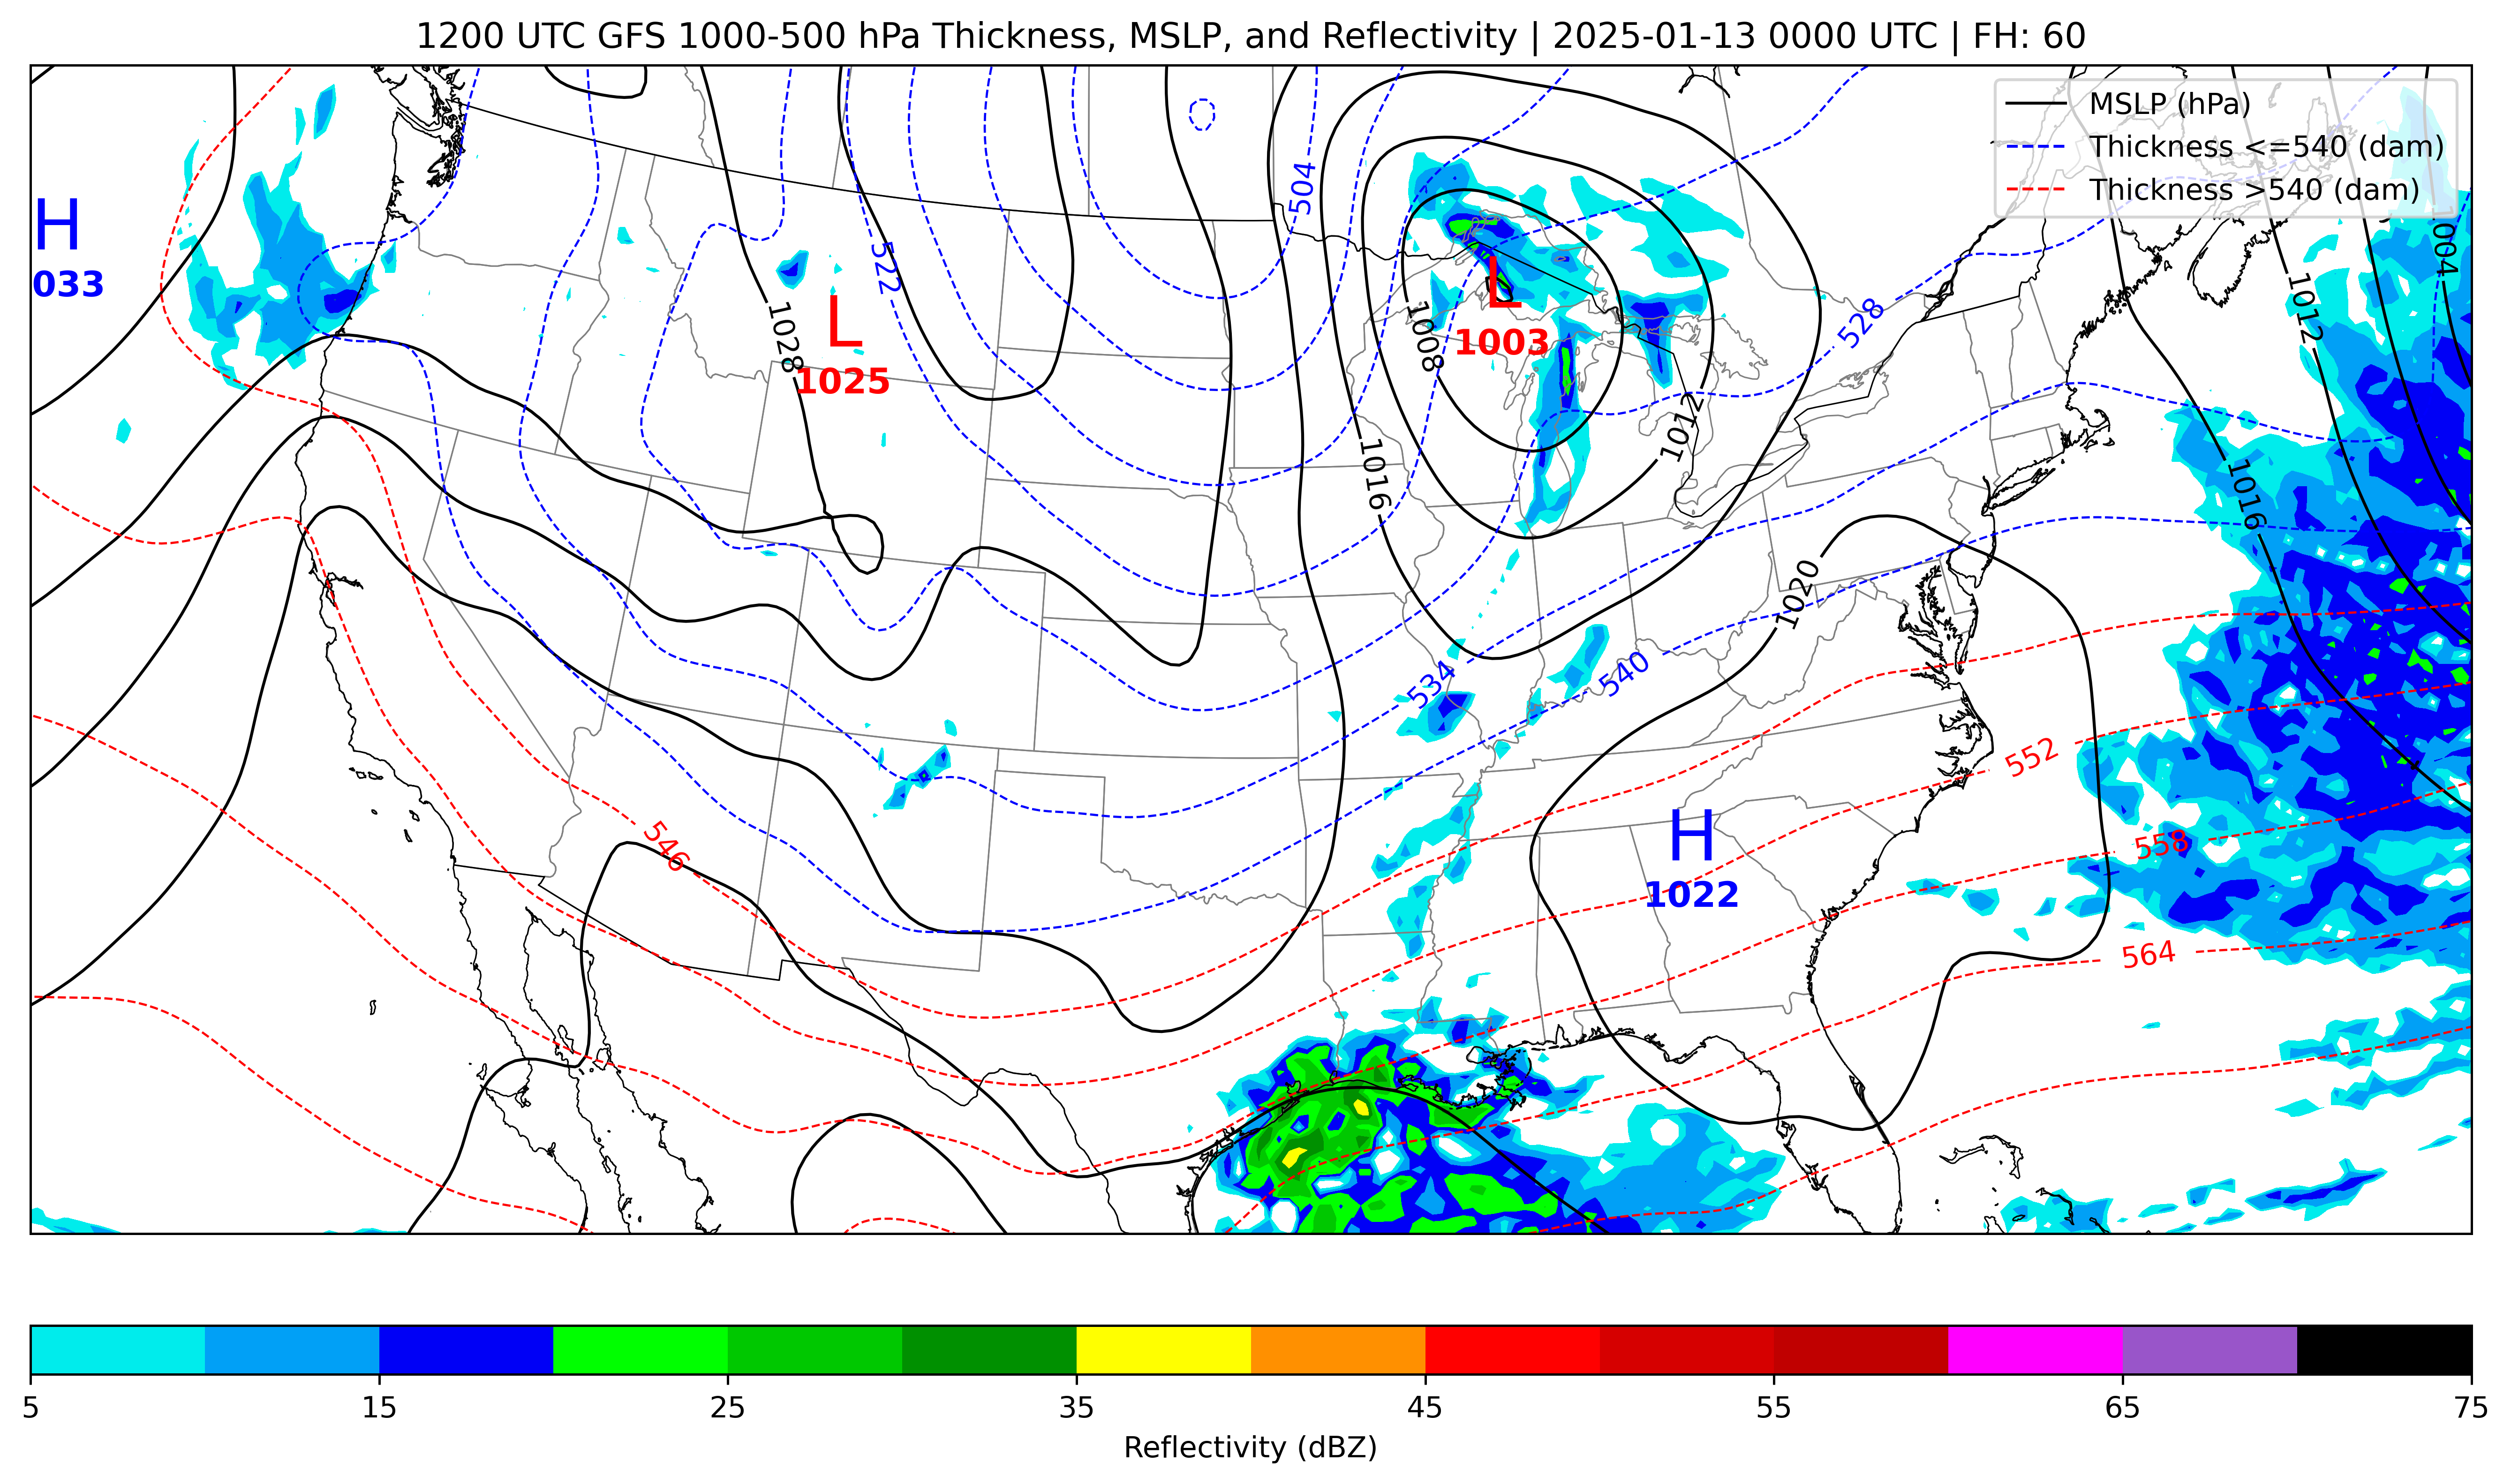 1200 UTC GFS 1000-500 hPa Thickness, MSLP, and Reflectivity | 2025-01-13 0000 UTC | FH: 60
MSLP (hPa)
Thickness <=540 (dam)
Thickness >540 (dam)
H
033
504
522
L
1025
1028
L
1003
1008
1012
1016
528
1012
004
1016
1020
534
540
546
552
558
564
H
1022
5 15 25 35 45 55 65 75
Reflectivity (dBZ)